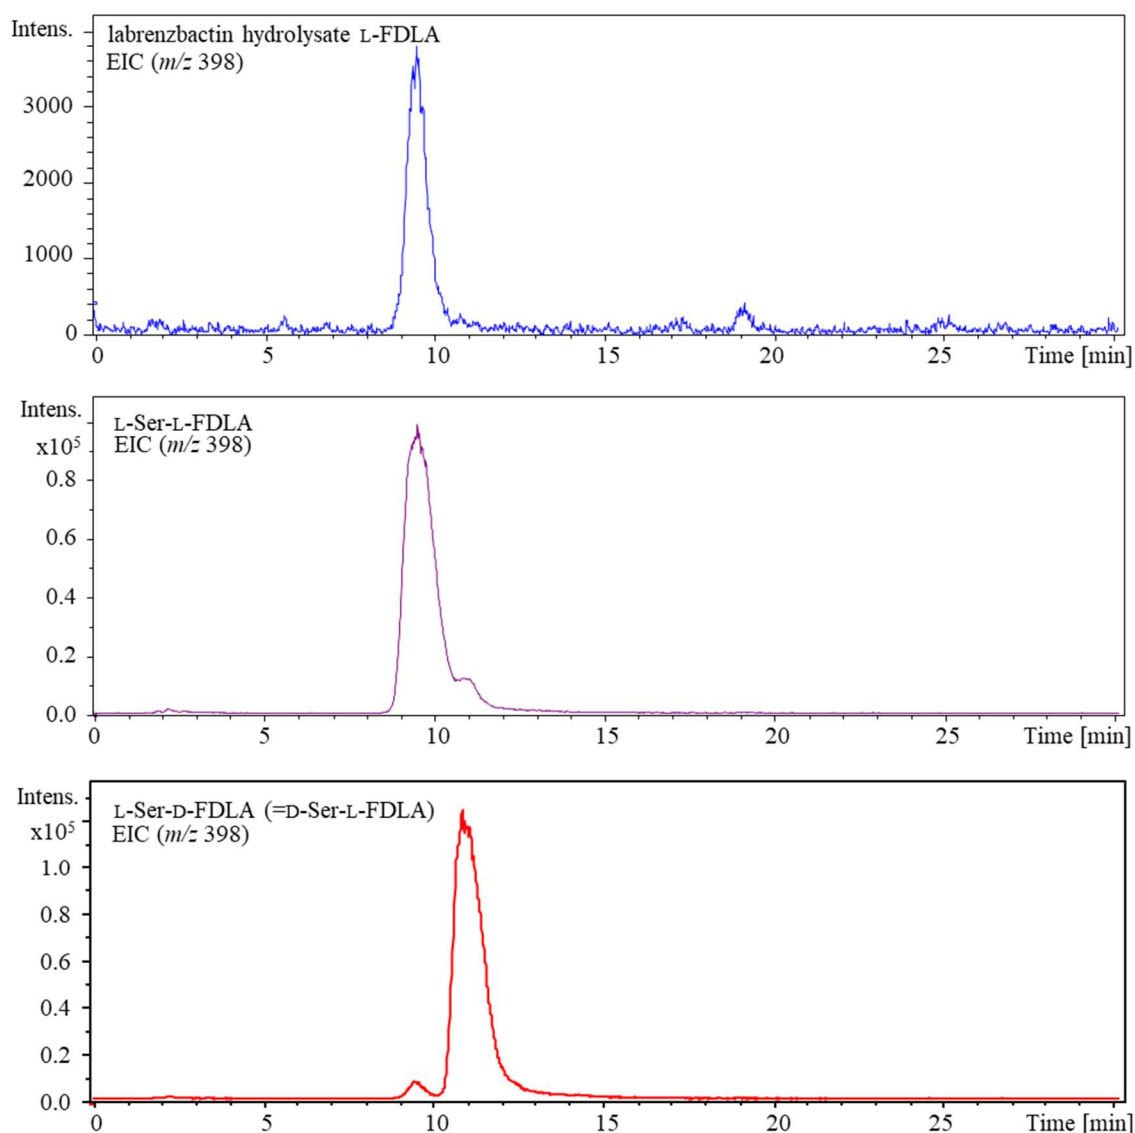 Intens.
labrenzbactin hydrolysate L-FDLA
EIC (m/z 398)
3000
2000
1000
0
0 5 10 15 20 25 Time [min]
Intens.
x10⁵
L-Ser-L-FDLA
EIC (m/z 398)
0.8
0.6
0.4
0.2
0.0
0 5 10 15 20 25 Time [min]
Intens.
x10⁵
L-Ser-D-FDLA (=D-Ser-L-FDLA)
EIC (m/z 398)
1.0
0.8
0.6
0.4
0.2
0.0
0 5 10 15 20 25 Time [min]